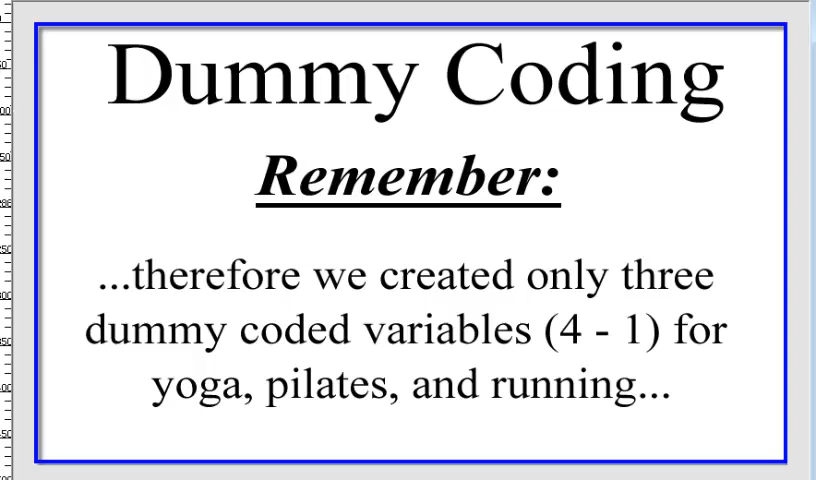 Dummy Coding
Remember:
...therefore we created only three
dummy coded variables (4 - 1) for
yoga, pilates, and running...